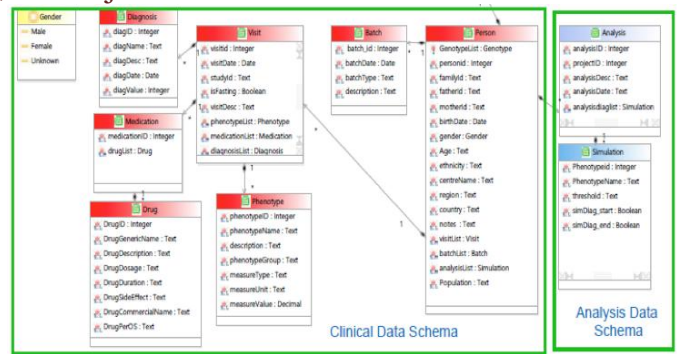 Gender
Male
Female
Unknown
Diagnosis
diagID : Integer
diagName : Text
diagDesc : Text
diagDate : Date
diagValue : Integer
Visit
visitid : Integer
visitDate : Date
studyId : Text
isFasting : Boolean
visitDesc : Text
phenotypeList : Phenotype
medicationList : Medication
diagnosisList : Diagnosis
Batch
batch_id : Integer
batchDate : Date
batchType : Text
description : Text
Person
GenotypeList : Genotype
personid : Integer
familyId : Text
fatherid : Text
motherid : Text
birthDate : Date
gender : Gender
Age : Text
ethnicity : Text
centreName : Text
region : Text
country : Text
notes : Text
visitList : Visit
batchList : Batch
analysisList : Simulation
Population : Text
Analysis
analysisID : Integer
projectID : Integer
analysisDesc : Text
analysisDate : Text
analysisdiaglist : Simulation
Medication
medicationID : Integer
drugList : Drug
Simulation
Phenotypeid : Integer
PhenotypeName : Text
threshold : Text
simDiag_start : Boolean
simDiag_end : Boolean
Drug
DrugID : Integer
DrugGenericName : Text
DrugDescription : Text
DrugDosage : Text
DrugDuration : Text
DrugSideEffect : Text
DrugCommercialName : Text
DrugPerOS : Text
Phenotype
phenotypeID : Integer
phenotypeName : Text
description : Text
phenotypeGroup : Text
measureType : Text
measureUnit : Text
measureValue : Decimal
1
*
1
*
1
*
1
*
1
*
1
Clinical Data Schema
Analysis Data
Schema